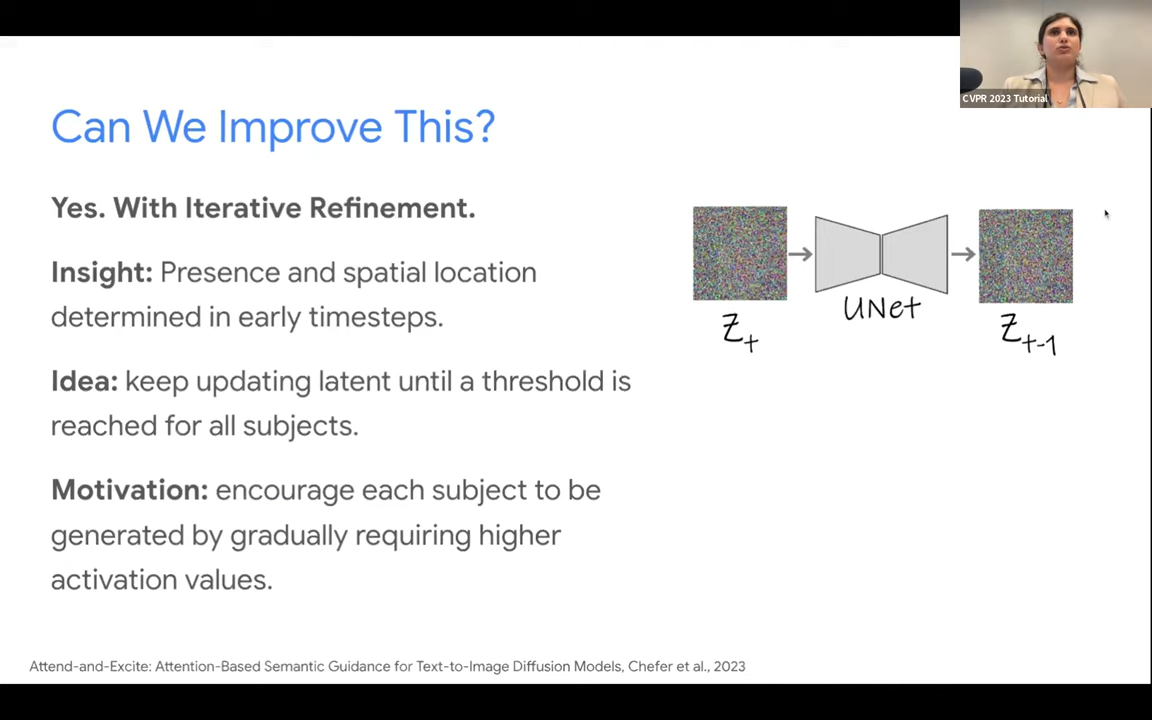 CVPR 2023 Tutorial
Can We Improve This?
Yes. With Iterative Refinement.
Insight: Presence and spatial location
determined in early timesteps.
Idea: keep updating latent until a threshold is
reached for all subjects.
Motivation: encourage each subject to be
generated by gradually requiring higher
activation values.
UNet
Zt
Zt-1
Attend-and-Excite: Attention-Based Semantic Guidance for Text-to-Image Diffusion Models, Chefer et al., 2023